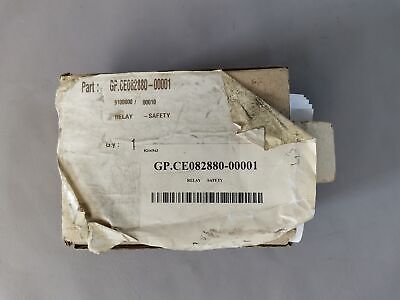 Part: GP.CE082880-00001
9100000 / 00010
RELAY -SAFETY
Qty: 1
GP.CE082880-00001
RELAY SAFETY